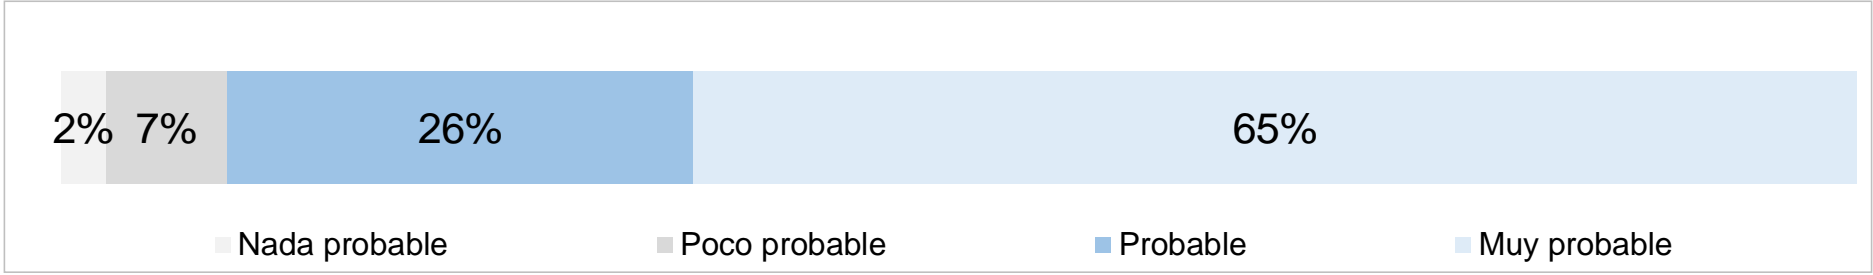 2% 7% 26% 65%
Nada probable Poco probable Probable Muy probable